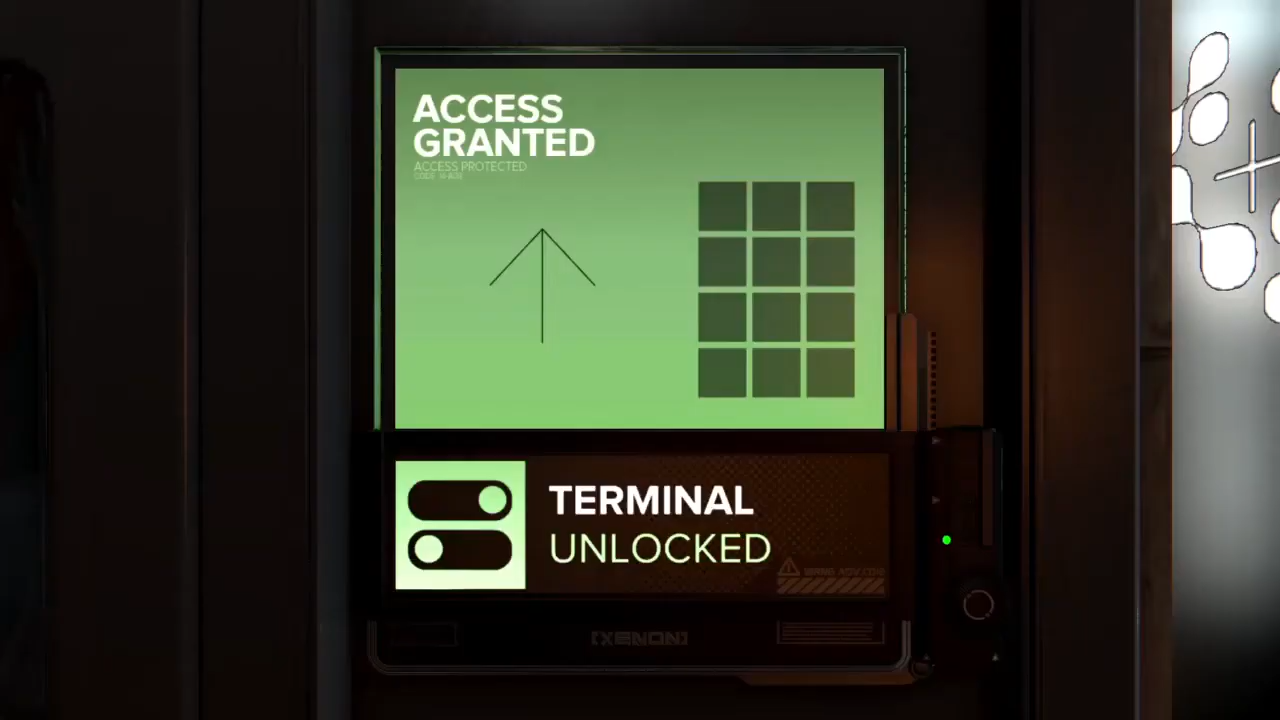 ACCESS
GRANTED
ACCESS PROTECTED
TERMINAL
UNLOCKED
[XENON]